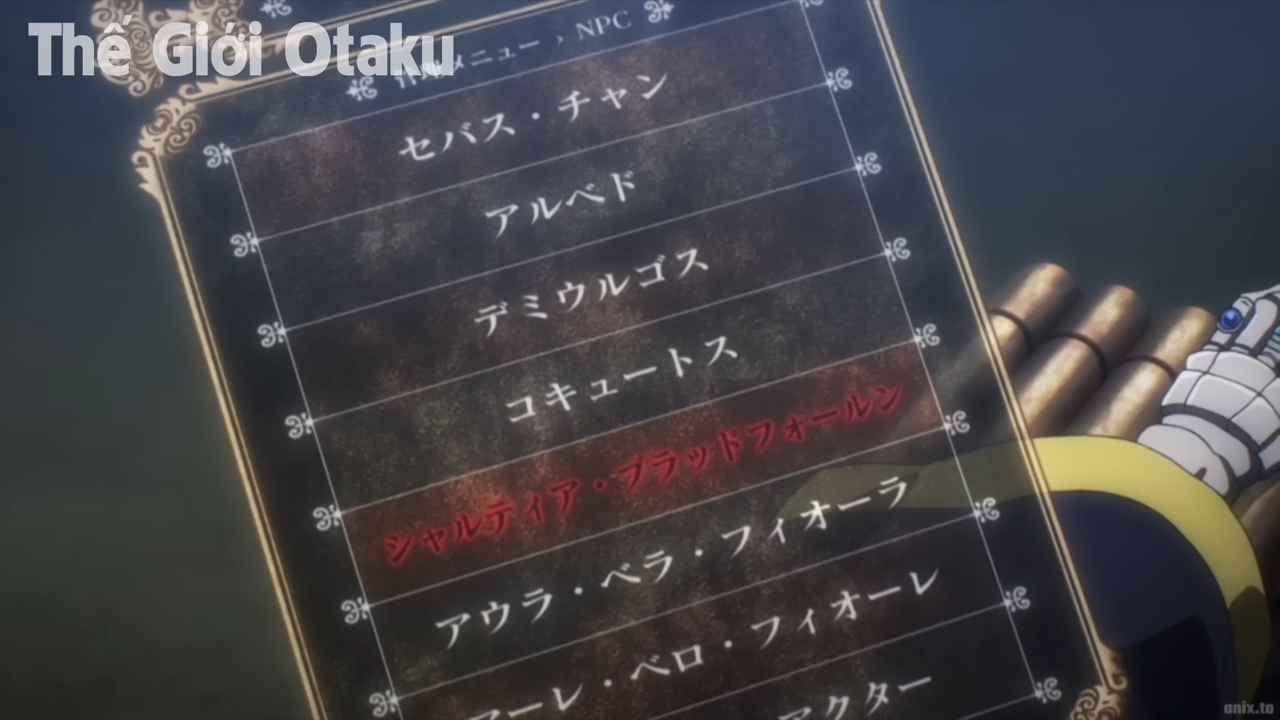 Thế Giới Otaku
メニュー › NPC
セバス・チャン
アルベド
デミウルゴス
コキュートス
シャルティア・ブラッドフォールン
アウラ・ベラ・フィオーラ
アーレ・ベロ・フィオーレ
アクター
anix.to